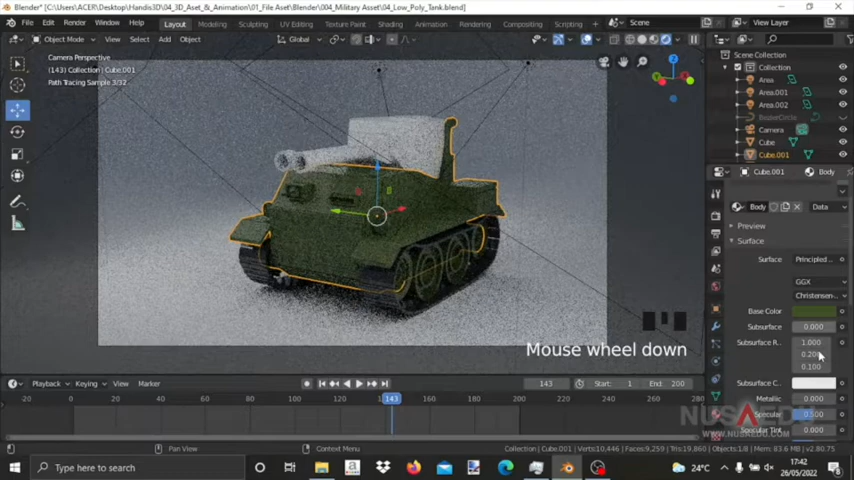 Blender* [C:\Users\ACER\Desktop\Handis3D\04_3D_Aset_&_Animation\01_File Aset\Blender\004_Military Asset\04_Low_Poly_Tank.blend]
File Edit Render Window Help Layout Modeling Sculpting UV Editing Texture Paint Shading Animation Rendering Compositing Scripting Scene View Layer
Object Mode View Select Add Object Global
Camera Perspective
(143) Collection | Cube.001
Path Tracing Sample 3/32
Z
Scene Collection
Collection
Area
Area.001
Area.002
BezierCircle
Camera
Cube
Cube.001
Cube.001 Body
Body Data
Preview
Surface
Surface Principled ..
GGX
Christensen-..
Base Color
Subsurface 0.000
Subsurface R.. 1.000
0.200
0.100
Subsurface C..
Metallic 0.000
Specular 0.500
Specular Tint 0.000
Mouse wheel down
NUSAEDU
WWW.NUSAEDU.COM
Playback Keying View Marker 143 Start: 1 End: 200
-20 0 20 40 60 80 100 120 143 160 180 200 220 240 260
Pan View Context Menu Collection | Cube.001 | Verts:10,446 | Faces:9,259 | Tris:19,860 | Objects:1/8 | Mem: 83.6 MB | v2.80.75
Type here to search 24°C 17:42
26/05/2022